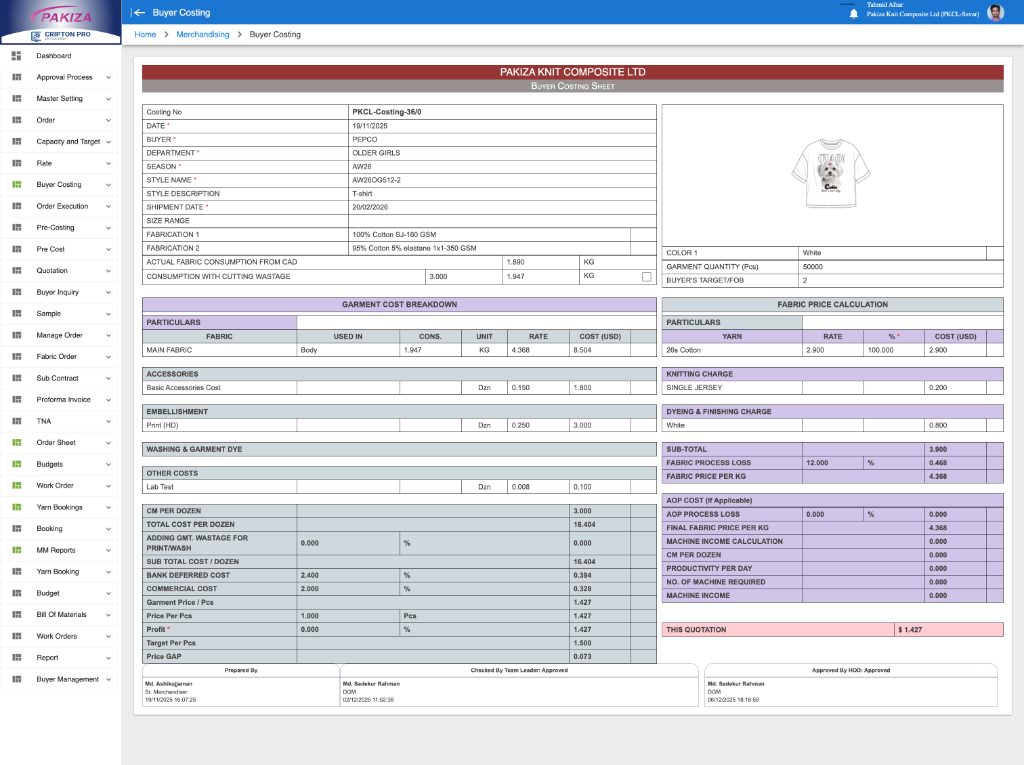 PAKIZA
CRIPTON PRO
Buyer Costing
Tahmid Afsar
Pakiza Knit Composite Ltd (PKCL-Savar)
Home > Merchandising > Buyer Costing
Dashboard
Approval Process
Master Setting
Order
Capacity and Target
Rate
Buyer Costing
Order Execution
Pre-Costing
Pre Cost
Quotation
Buyer Inquiry
Sample
Manage Order
Fabric Order
Sub Contract
Proforma Invoice
TNA
Order Sheet
Budgets
Work Order
Yarn Bookings
Booking
MM Reports
Yarn Booking
Budget
Bill Of Materials
Work Orders
Report
Buyer Management
PAKIZA KNIT COMPOSITE LTD
BUYER COSTING SHEET
Costing No PKCL-Costing-36/0
DATE * 19/11/2025
BUYER * PEPCO
DEPARTMENT * OLDER GIRLS
SEASON * AW26
STYLE NAME * AW26OG512-2
STYLE DESCRIPTION T-shirt
SHIPMENT DATE * 20/02/2026
SIZE RANGE
FABRICATION 1 100% Cotton SJ-160 GSM
FABRICATION 2 95% Cotton 5% elastane 1x1-350 GSM
ACTUAL FABRIC CONSUMPTION FROM CAD 1.890 KG
CONSUMPTION WITH CUTTING WASTAGE 3.000 1.947 KG
CIAO!
COLOR 1 White
GARMENT QUANTITY (Pcs) 50000
BUYER'S TARGET/FOB 2
GARMENT COST BREAKDOWN
PARTICULARS
FABRIC USED IN CONS. UNIT RATE COST (USD)
MAIN FABRIC Body 1.947 KG 4.368 8.504
ACCESSORIES
Basic Accessories Cost Dzn 0.150 1.800
EMBELLISHMENT
Print (HD) Dzn 0.250 3.000
WASHING & GARMENT DYE
OTHER COSTS
Lab Test Dzn 0.008 0.100
CM PER DOZEN 3.000
TOTAL COST PER DOZEN 16.404
ADDING GMT. WASTAGE FOR
PRINT/WASH 0.000 % 0.000
SUB TOTAL COST / DOZEN 16.404
BANK DEFERRED COST 2.400 % 0.394
COMMERCIAL COST 2.000 % 0.328
Garment Price / Pcs 1.427
Price Per Pcs 1.000 Pcs 1.427
Profit * 0.000 % 1.427
Target Per Pcs 1.500
Price GAP 0.073
FABRIC PRICE CALCULATION
PARTICULARS
YARN RATE % * COST (USD)
26s Cotton 2.900 100.000 2.900
KNITTING CHARGE
SINGLE JERSEY 0.200
DYEING & FINISHING CHARGE
White 0.800
SUB-TOTAL 3.900
FABRIC PROCESS LOSS 12.000 % 0.468
FABRIC PRICE PER KG 4.368
AOP COST (If Applicable)
AOP PROCESS LOSS 0.000 % 0.000
FINAL FABRIC PRICE PER KG 4.368
MACHINE INCOME CALCULATION 0.000
CM PER DOZEN 0.000
PRODUCTIVITY PER DAY 0.000
NO. OF MACHINE REQUIRED 0.000
MACHINE INCOME 0.000
THIS QUOTATION $ 1.427
Prepared By
Md. Ashikujjaman
Sr. Merchandiser
19/11/2025 16:07:25
Checked By Team Leader: Approved
Md. Sadekur Rahman
DGM
02/12/2025 11:52:38
Approved By HOD: Approved
Md. Sadekur Rahman
DGM
06/12/2025 18:16:59